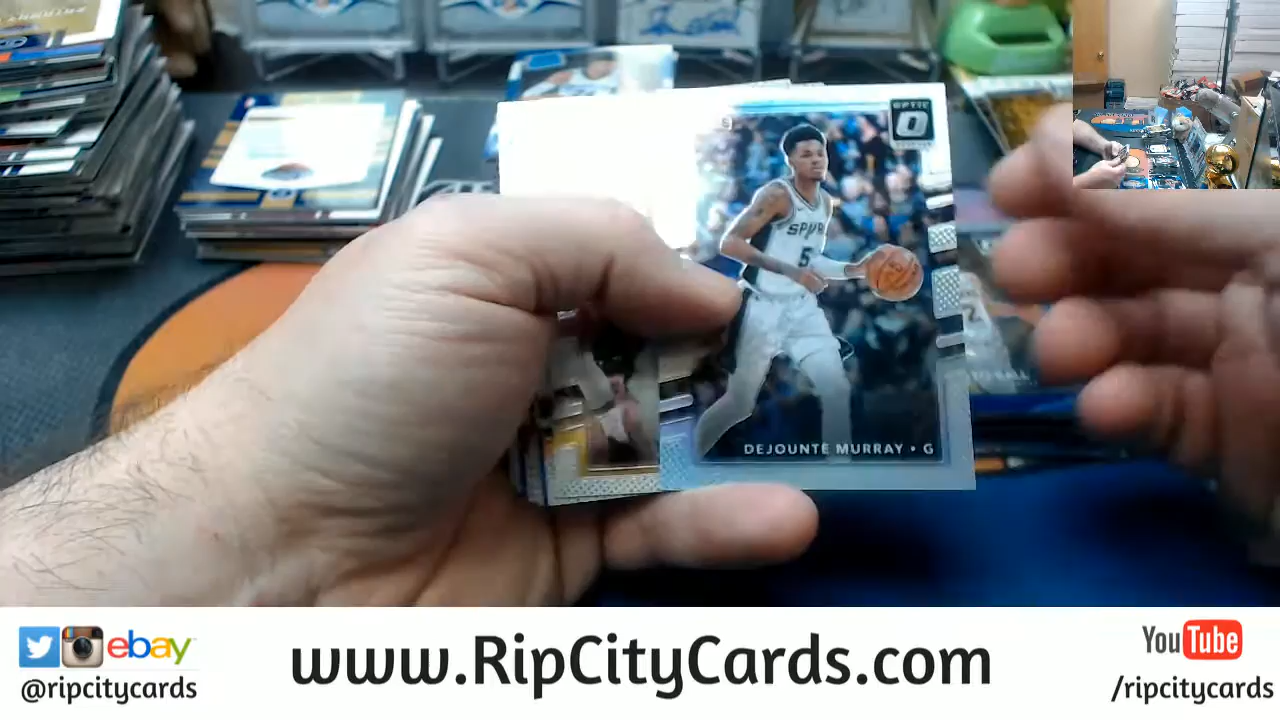 OPTIC
SPURS
5
DEJOUNTE MURRAY • G
ebay
@ripcitycards
www.RipCityCards.com
YouTube
/ripcitycards